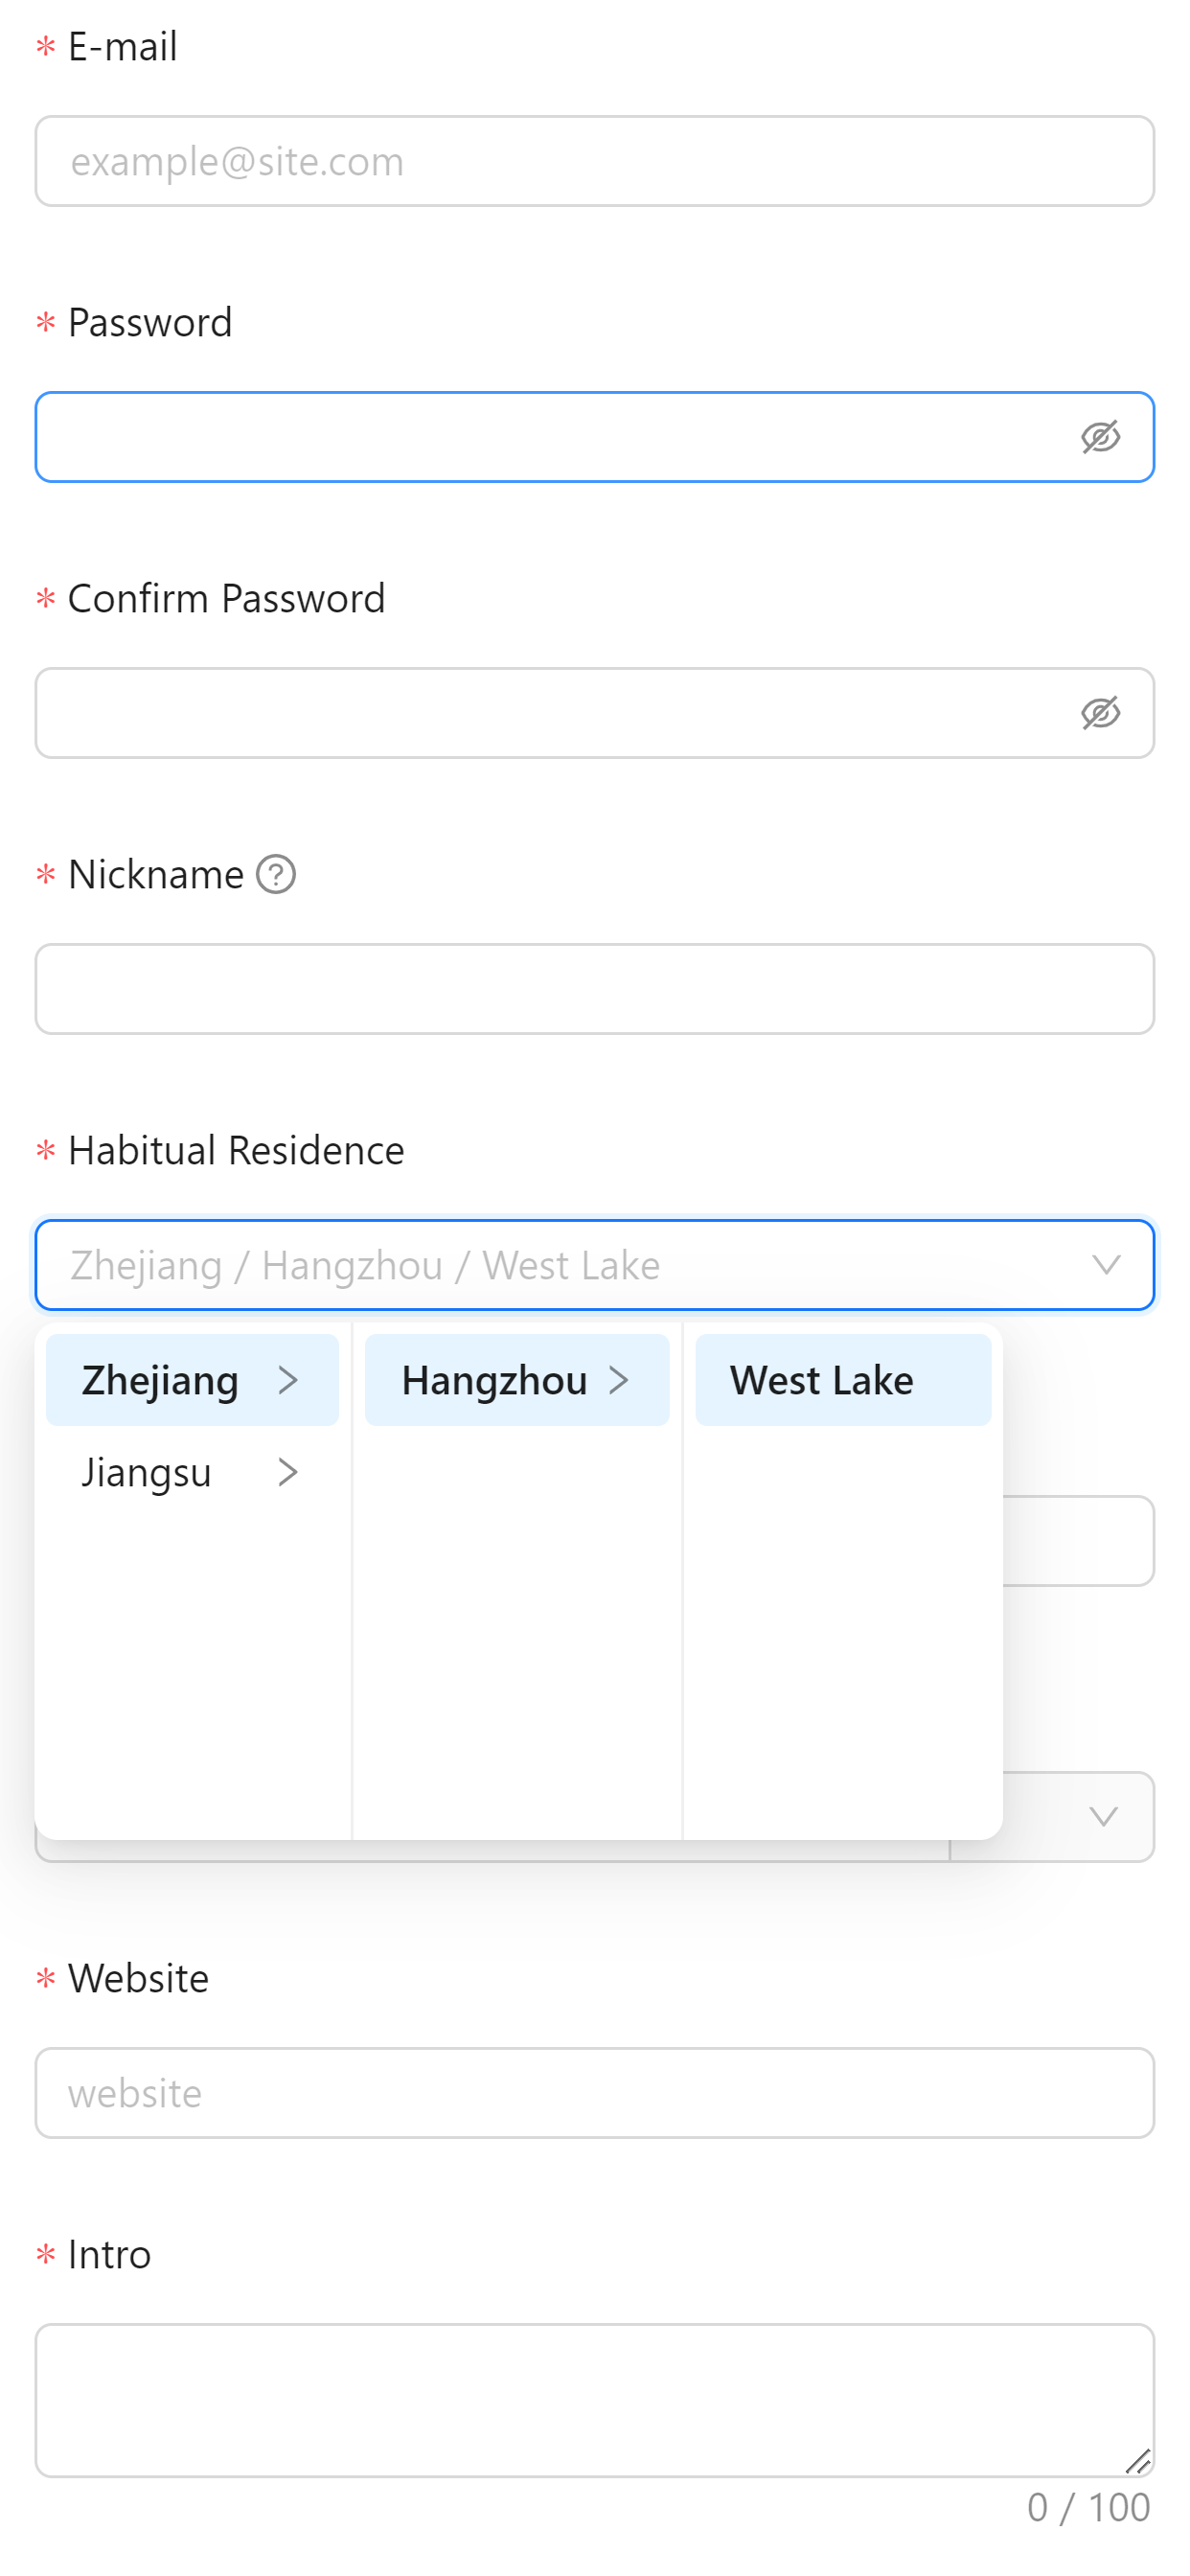 * E-mail
example@site.com
* Password
* Confirm Password
* Nickname
* Habitual Residence
Zhejiang / Hangzhou / West Lake
Zhejiang Hangzhou West Lake
Jiangsu
* Website
website
* Intro
0 / 100